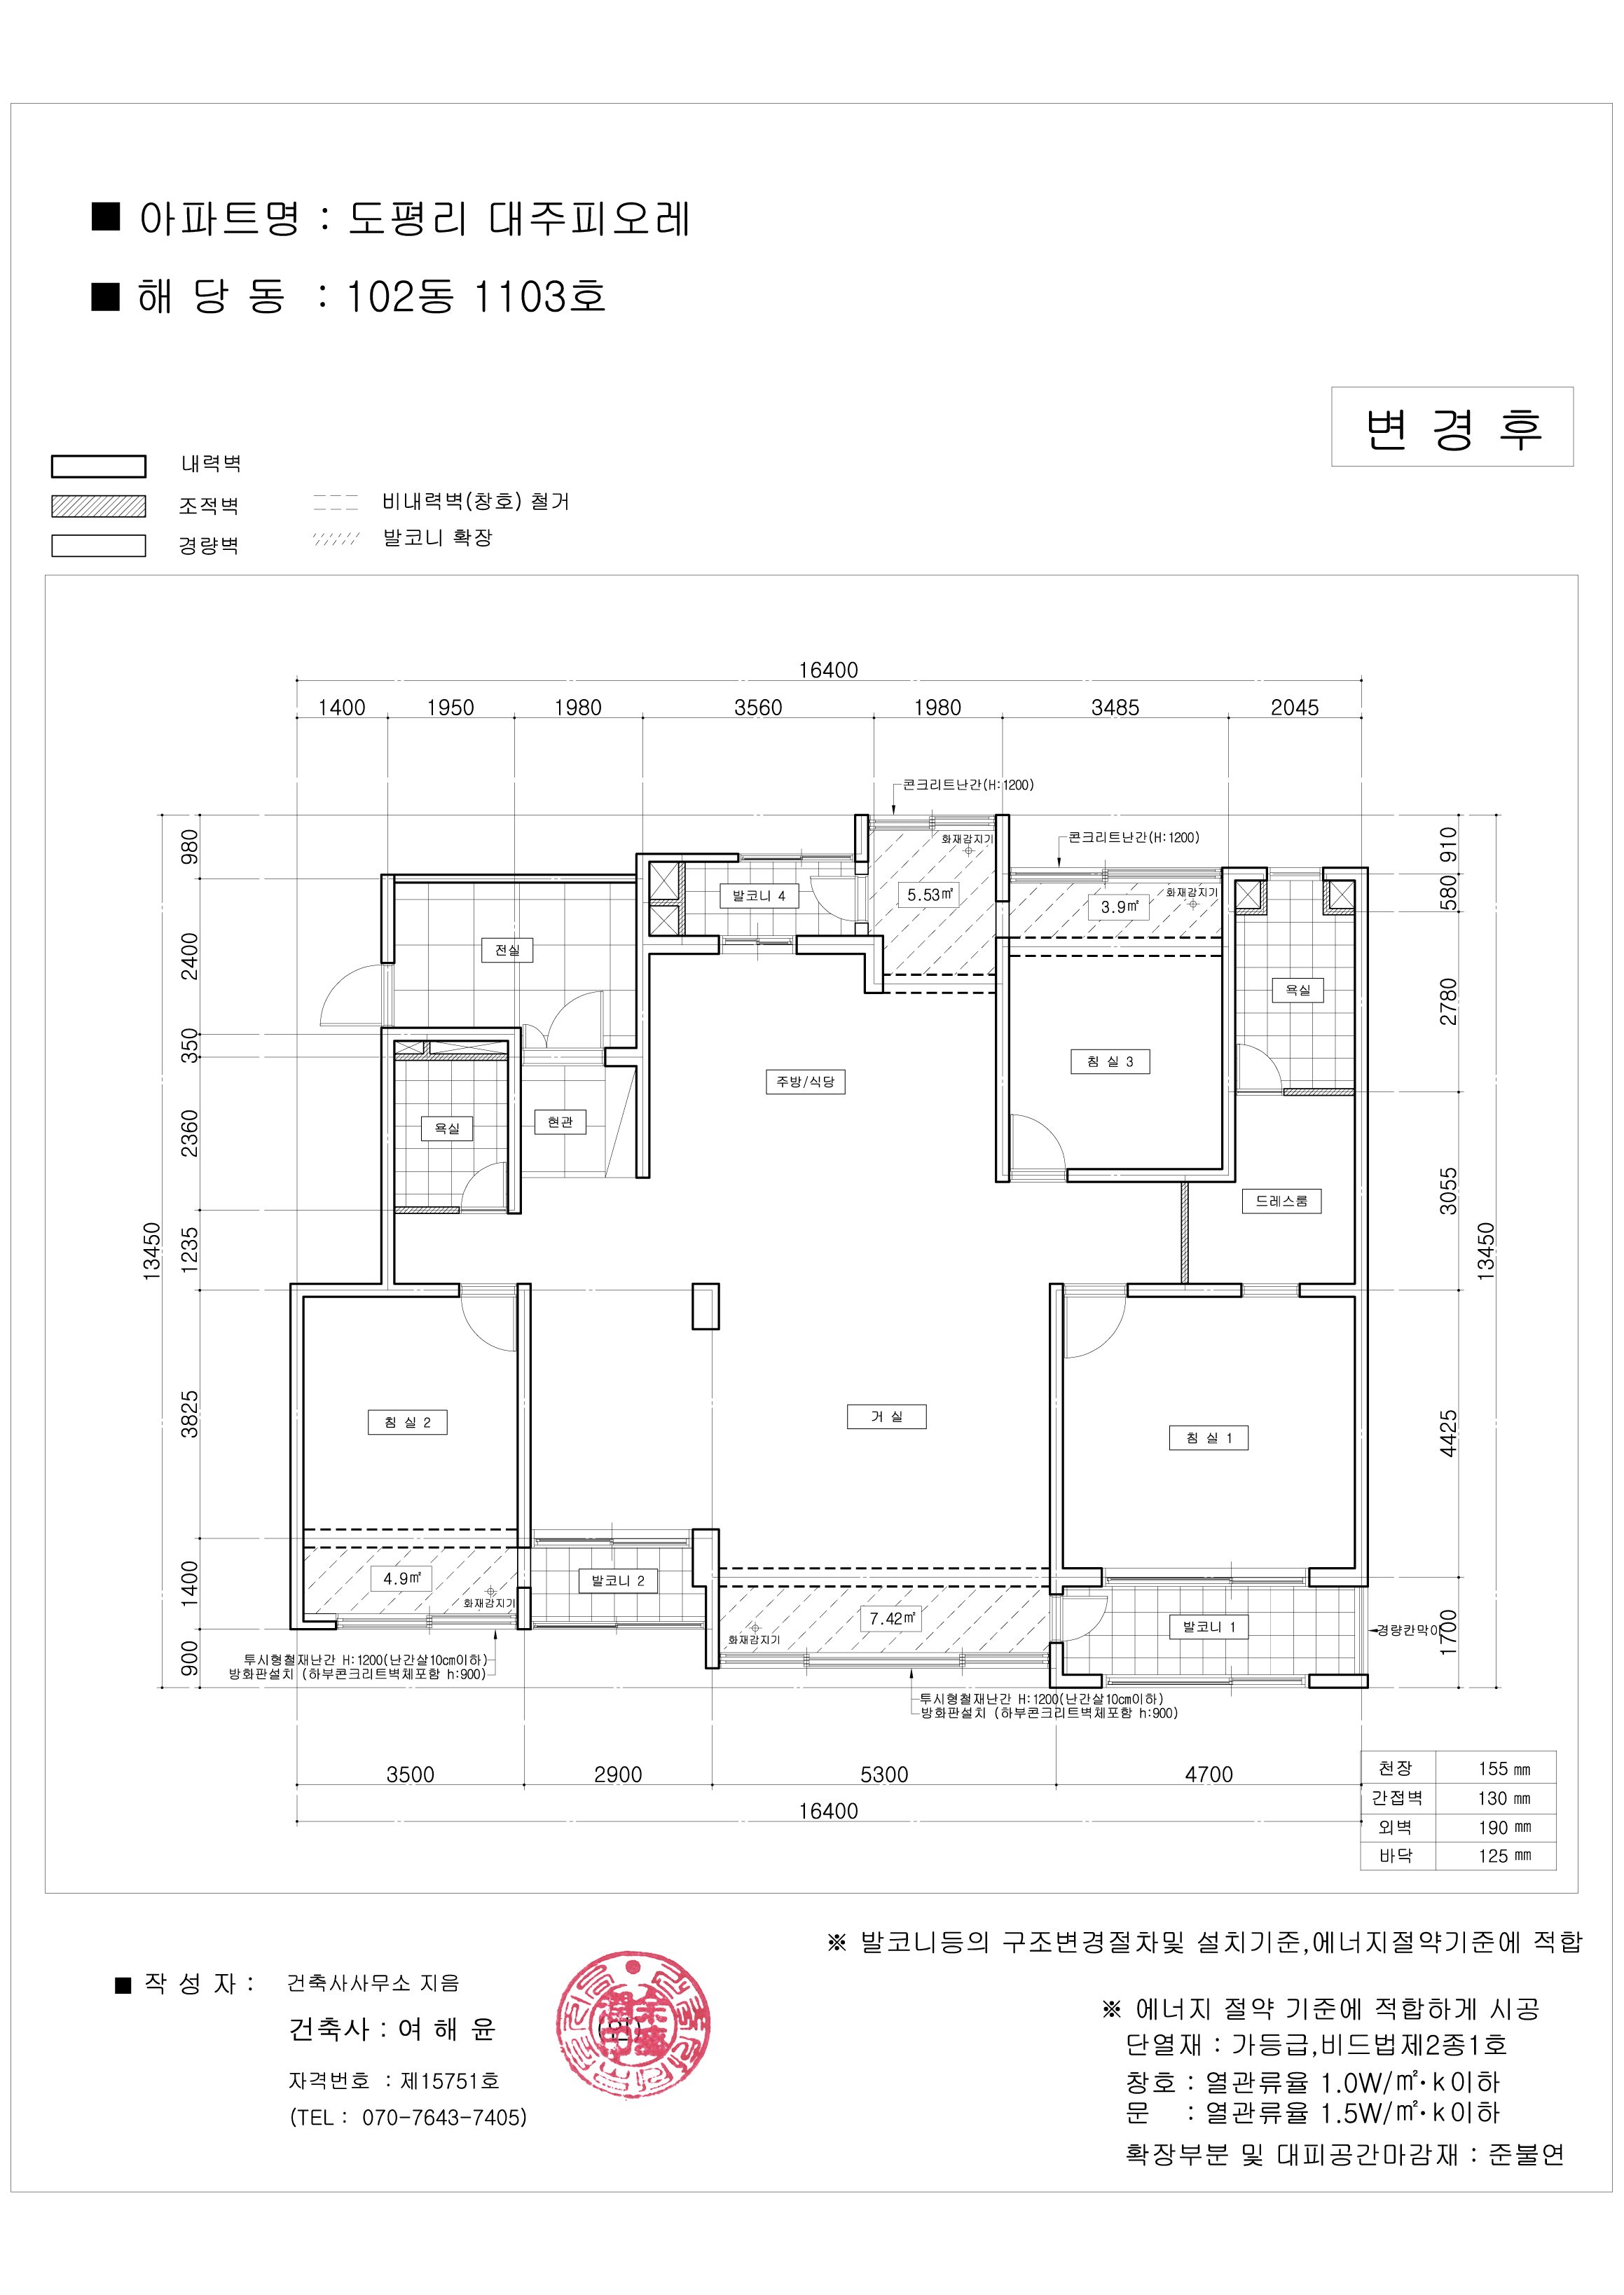 ■ 아파트명 : 도평리 대주피오레
■ 해 당 동 : 102동 1103호
변 경 후
내력벽
조적벽
경량벽
비내력벽(창호) 철거
발코니 확장
16400
1400 1950 1980 3560 1980 3485 2045
콘크리트난간(H:1200)
콘크리트난간(H:1200)
화재감지기
화재감지기
발코니 4
5.53㎡
3.9㎡
전실
욕실
주방/식당
침 실 3
욕실
현관
드레스룸
침 실 2
거 실
침 실 1
4.9㎡
발코니 2
7.42㎡
발코니 1
화재감지기
화재감지기
경량칸막이
투시형철재난간 H:1200(난간살10㎝이하)
방화판설치 (하부콘크리트벽체포함 h:900)
투시형철재난간 H:1200(난간살10㎝이하)
방화판설치 (하부콘크리트벽체포함 h:900)
13450
980
2400
350
2360
1235
3825
1400
900
910
580
2780
3055
4425
1700
13450
3500 2900 5300 4700
16400
천장 155 ㎜
간접벽 130 ㎜
외벽 190 ㎜
바닥 125 ㎜
※ 발코니등의 구조변경절차및 설치기준,에너지절약기준에 적합
■ 작 성 자 : 건축사사무소 지음
건축사 : 여 해 윤 (인)
자격번호 : 제15751호
(TEL : 070-7643-7405)
※ 에너지 절약 기준에 적합하게 시공
단열재 : 가등급,비드법제2종1호
창호 : 열관류율 1.0W/㎡·k이하
문 : 열관류율 1.5W/㎡·k이하
확장부분 및 대피공간마감재 : 준불연